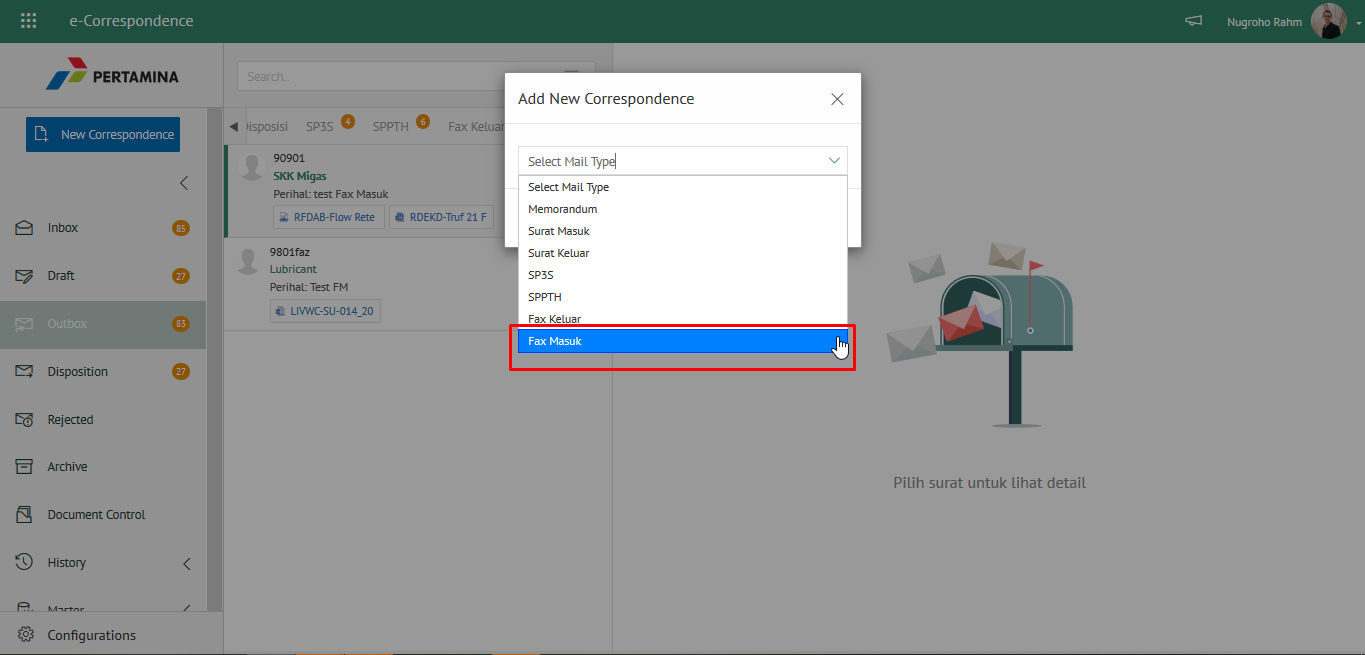 e-Correspondence
Nugroho Rahm
PERTAMINA
New Correspondence
Inbox 85
Draft 27
Outbox 83
Disposition 27
Rejected
Archive
Document Control
History
Master
Configurations
Search..
isposisi SP3S 4 SPPTH 6 Fax Keluar
90901
SKK Migas
Perihal: test Fax Masuk
RFDAB-Flow Rete RDEKD-Truf 21 F
9801faz
Lubricant
Perihal: Test FM
LIVWC-SU-014_20
Add New Correspondence
Select Mail Type
Select Mail Type
Memorandum
Surat Masuk
Surat Keluar
SP3S
SPPTH
Fax Keluar
Fax Masuk
Pilih surat untuk lihat detail